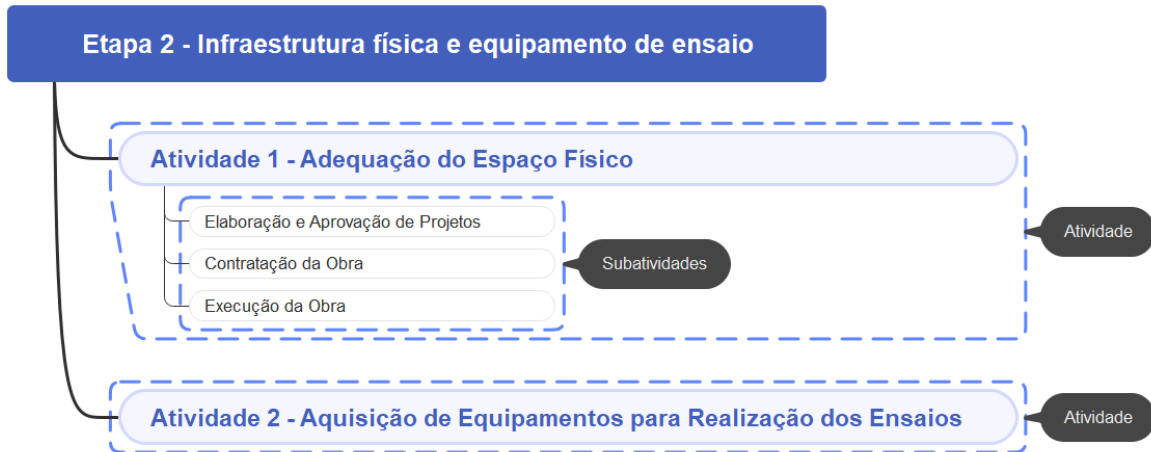 Etapa 2 - Infraestrutura física e equipamento de ensaio
Atividade 1 - Adequação do Espaço Físico
Elaboração e Aprovação de Projetos
Contratação da Obra
Execução da Obra
Subatividades
Atividade
Atividade 2 - Aquisição de Equipamentos para Realização dos Ensaios
Atividade